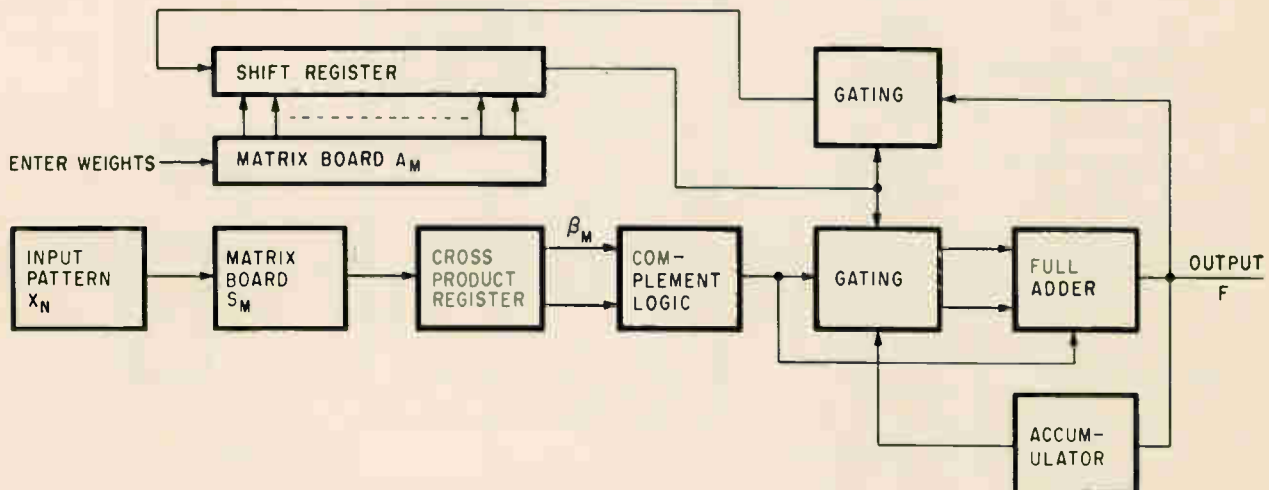 SHIFT REGISTER
GATING
ENTER WEIGHTS
MATRIX BOARD A_M
INPUT
PATTERN
X_N
MATRIX
BOARD
S_M
CROSS
PRODUCT
REGISTER
β_M
COM-
PLEMENT
LOGIC
GATING
FULL
ADDER
OUTPUT
F
ACCUM-
ULATOR